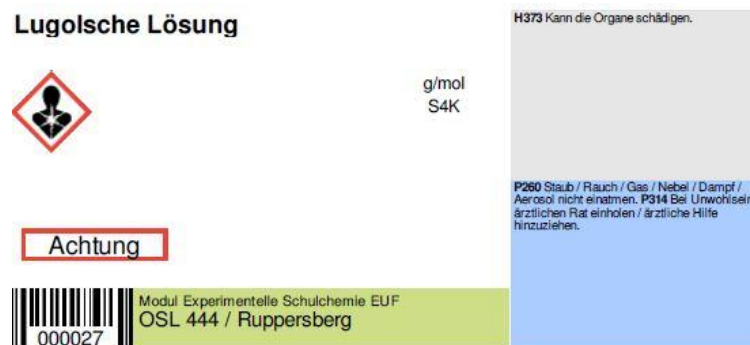 Lugolsche Lösung
g/mol
S4K
Achtung
000027
Modul Experimentelle Schulchemie EUF
OSL 444 / Ruppersberg
H373 Kann die Organe schädigen.
P260 Staub / Rauch / Gas / Nebel / Dampf /
Aerosol nicht einatmen. P314 Bei Unwohlsein
ärztlichen Rat einholen / ärztliche Hilfe
hinzuziehen.